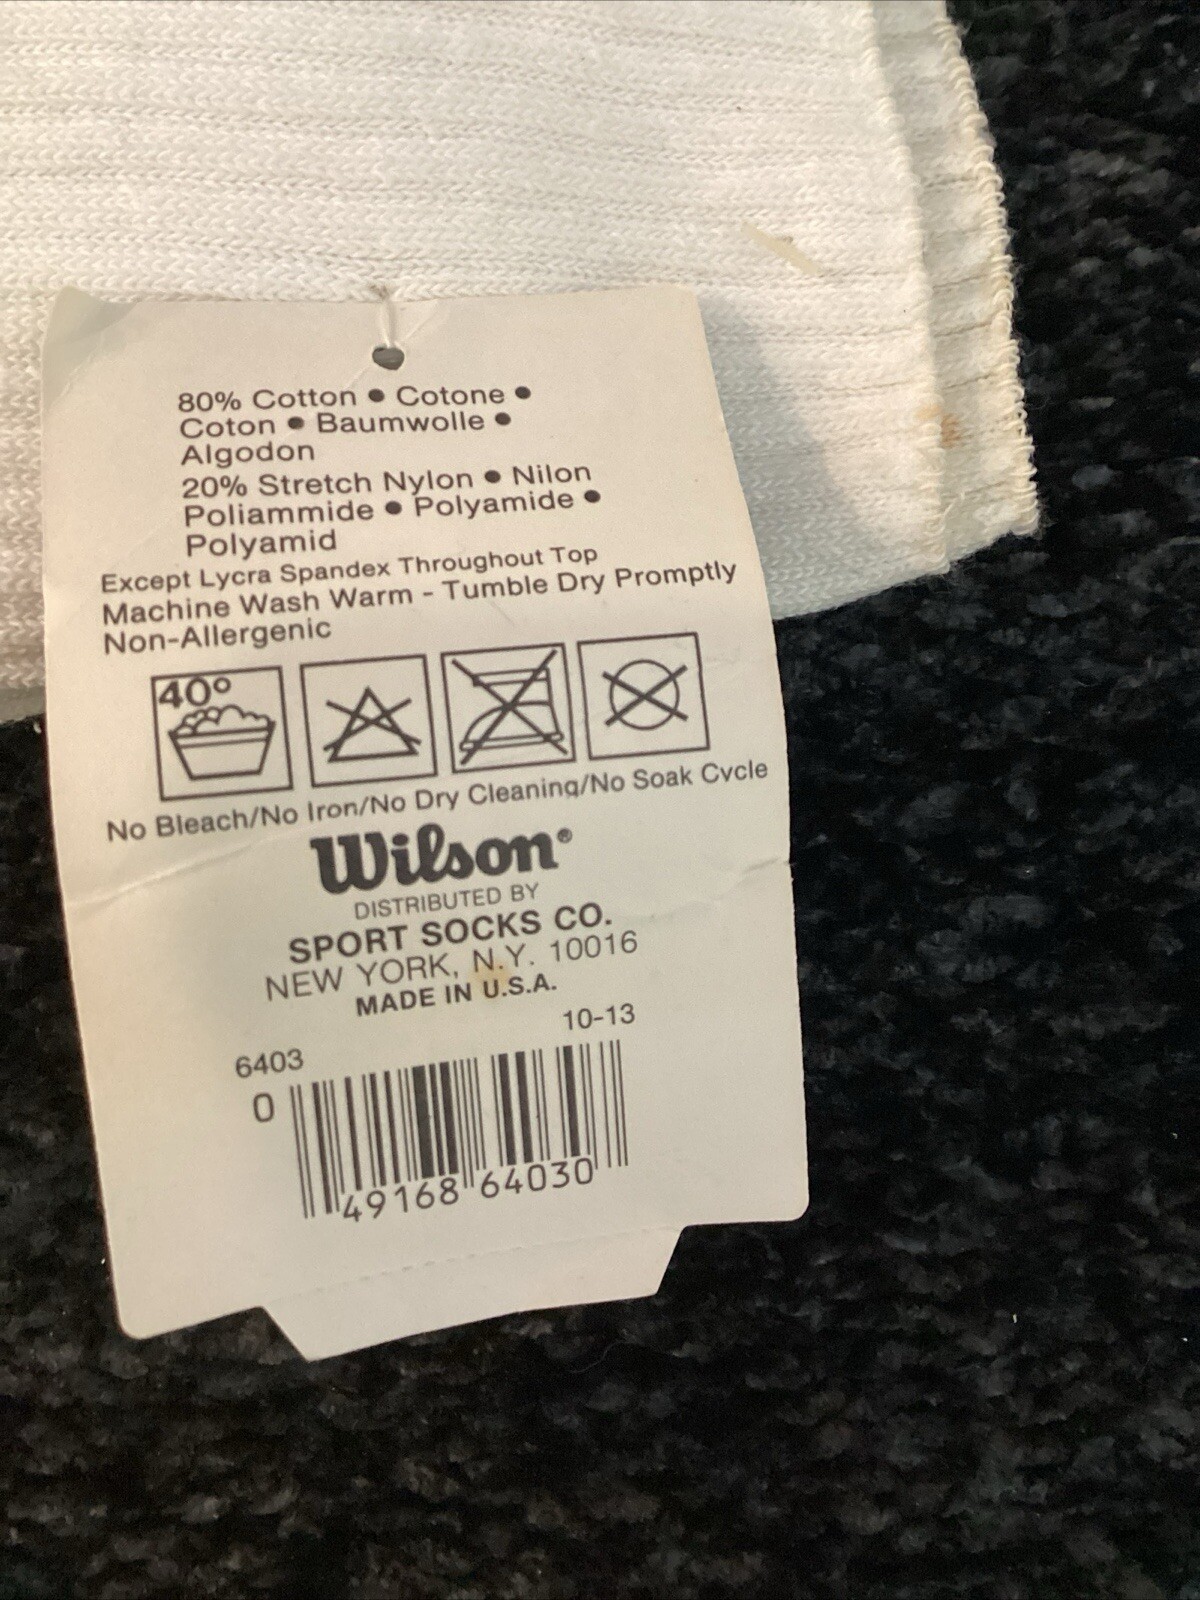 80% Cotton • Cotone •
Coton • Baumwolle •
Algodon
20% Stretch Nylon • Nilon
Poliammide • Polyamide •
Polyamid
Except Lycra Spandex Throughout Top
Machine Wash Warm - Tumble Dry Promptly
Non-Allergenic
40°
No Bleach/No Iron/No Dry Cleaning/No Soak Cycle
Wilson®
DISTRIBUTED BY
SPORT SOCKS CO.
NEW YORK, N.Y. 10016
MADE IN U.S.A.
6403 10-13
0 49168 64030